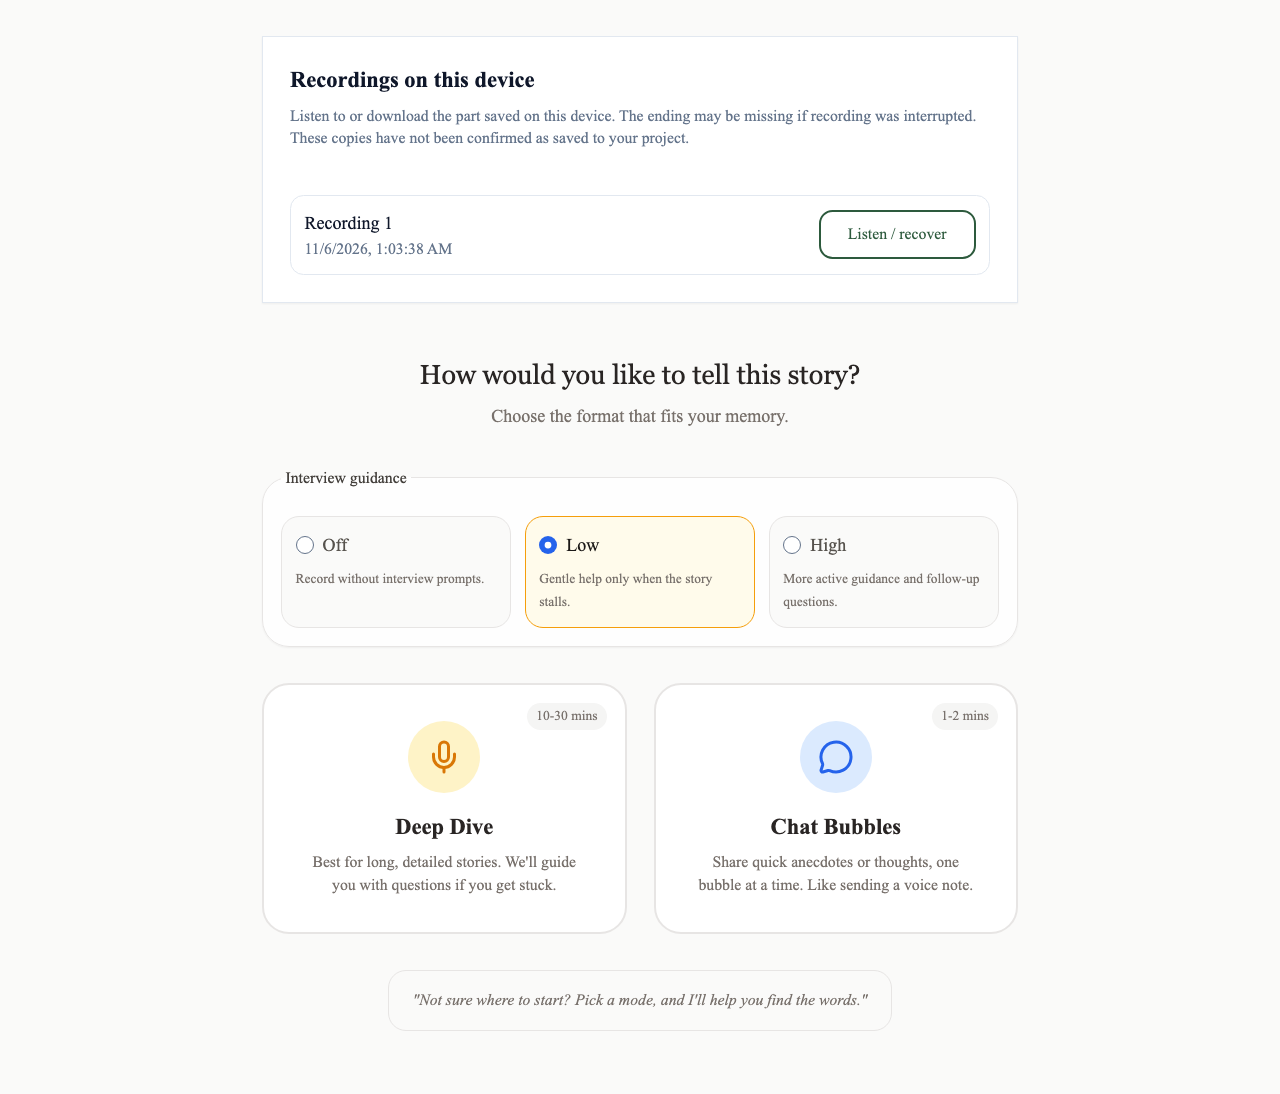 Recordings on this device
Listen to or download the part saved on this device. The ending may be missing if recording was interrupted.
These copies have not been confirmed as saved to your project.
Recording 1
11/6/2026, 1:03:38 AM
Listen / recover
How would you like to tell this story?
Choose the format that fits your memory.
Interview guidance
Off
Record without interview prompts.
Low
Gentle help only when the story
stalls.
High
More active guidance and follow-up
questions.
10-30 mins
Deep Dive
Best for long, detailed stories. We'll guide
you with questions if you get stuck.
1-2 mins
Chat Bubbles
Share quick anecdotes or thoughts, one
bubble at a time. Like sending a voice note.
"Not sure where to start? Pick a mode, and I'll help you find the words."